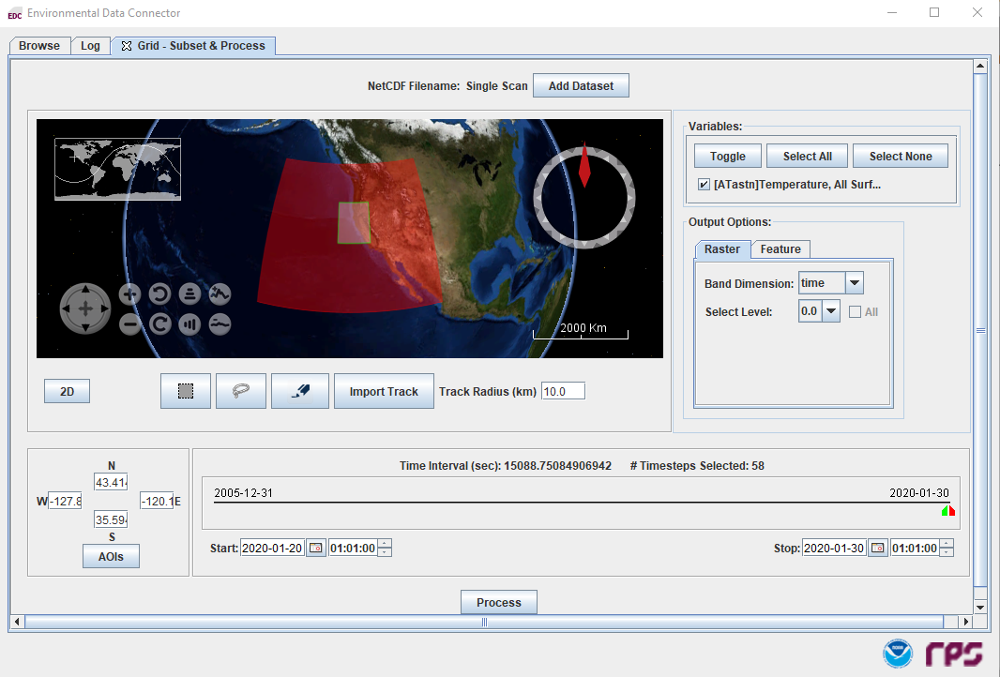 EDC Environmental Data Connector
Browse Log Grid - Subset & Process
NetCDF Filename: Single Scan Add Dataset
Variables:
Toggle Select All Select None
[ATastn]Temperature, All Surf...
Output Options:
Raster Feature
Band Dimension: time
Select Level: 0.0 All
2000 Km
2D Import Track Track Radius (km) 10.0
N
43.414
W -127.8 -120.1 E
35.594
S
AOIs
Time Interval (sec): 15088.75084906942 # Timesteps Selected: 58
2005-12-31 2020-01-30
Start: 2020-01-20 01:01:00 Stop: 2020-01-30 01:01:00
Process
NOAA rps